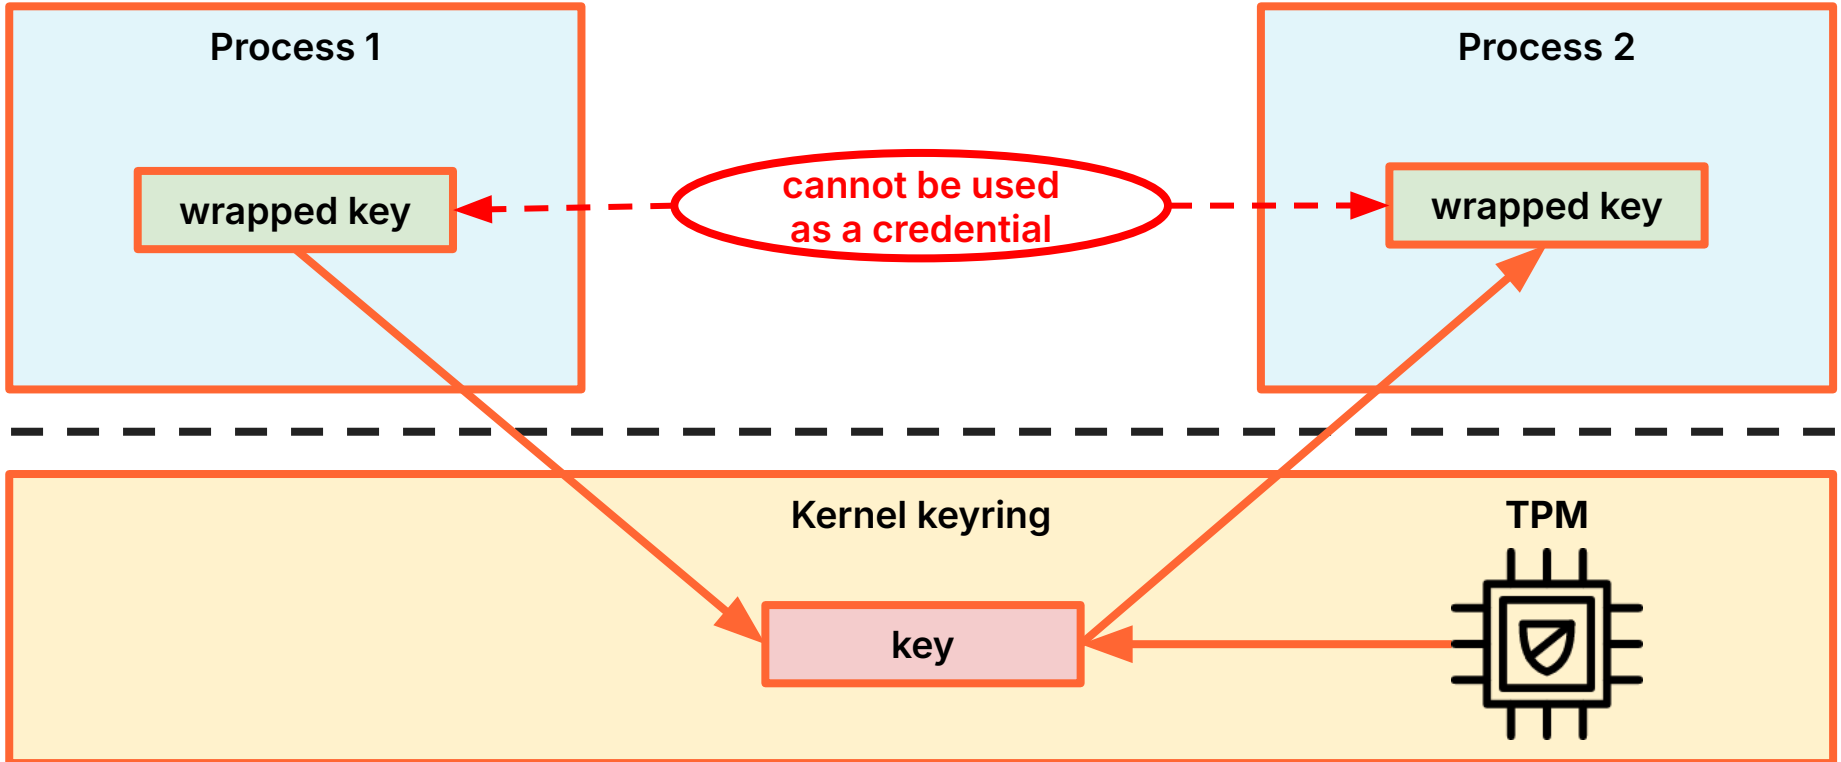 Process 1
Process 2
wrapped key
cannot be used
as a credential
wrapped key
Kernel keyring
TPM
key